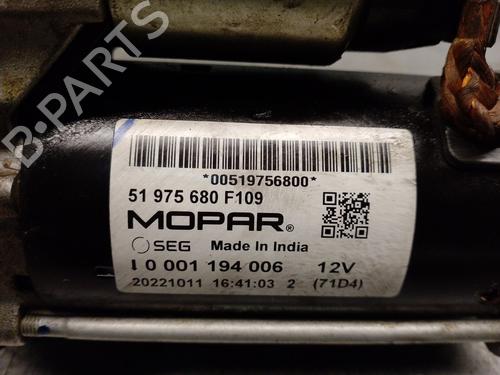 B-PARTS
*00519756800*
51 975 680 F109
MOPAR®
SEG Made In India
I 0 001 194 006 12V
20221011 16:41:03 2 (71D4)